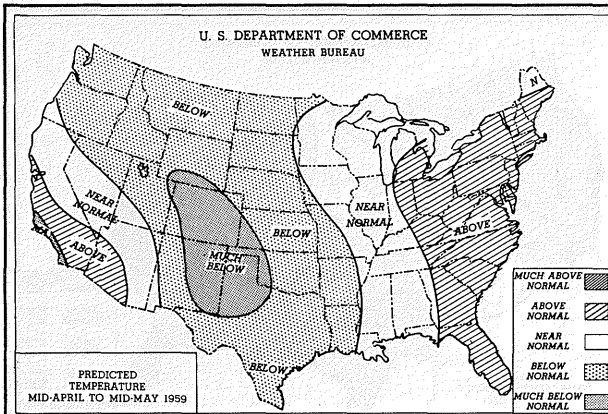 U. S. DEPARTMENT OF COMMERCE
WEATHER BUREAU
N
BELOW
NEAR
NORMAL
ABOVE
MUCH
BELOW
BELOW
NEAR
NORMAL
ABOVE
BELOW
MUCH ABOVE
NORMAL
ABOVE
NORMAL
NEAR
NORMAL
BELOW
NORMAL
MUCH BELOW
NORMAL
PREDICTED
TEMPERATURE
MID-APRIL TO MID-MAY 1959